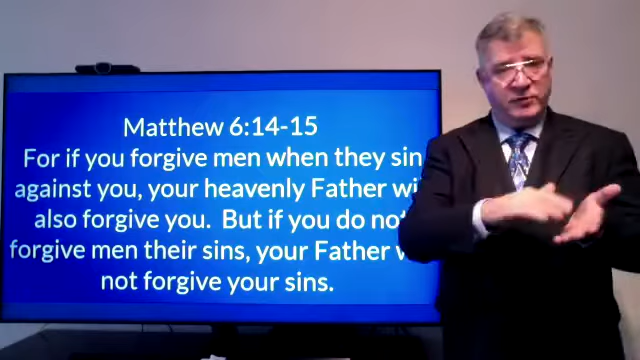 Matthew 6:14-15
For if you forgive men when they sin
against you, your heavenly Father wi
also forgive you. But if you do not
forgive men their sins, your Father w
not forgive your sins.